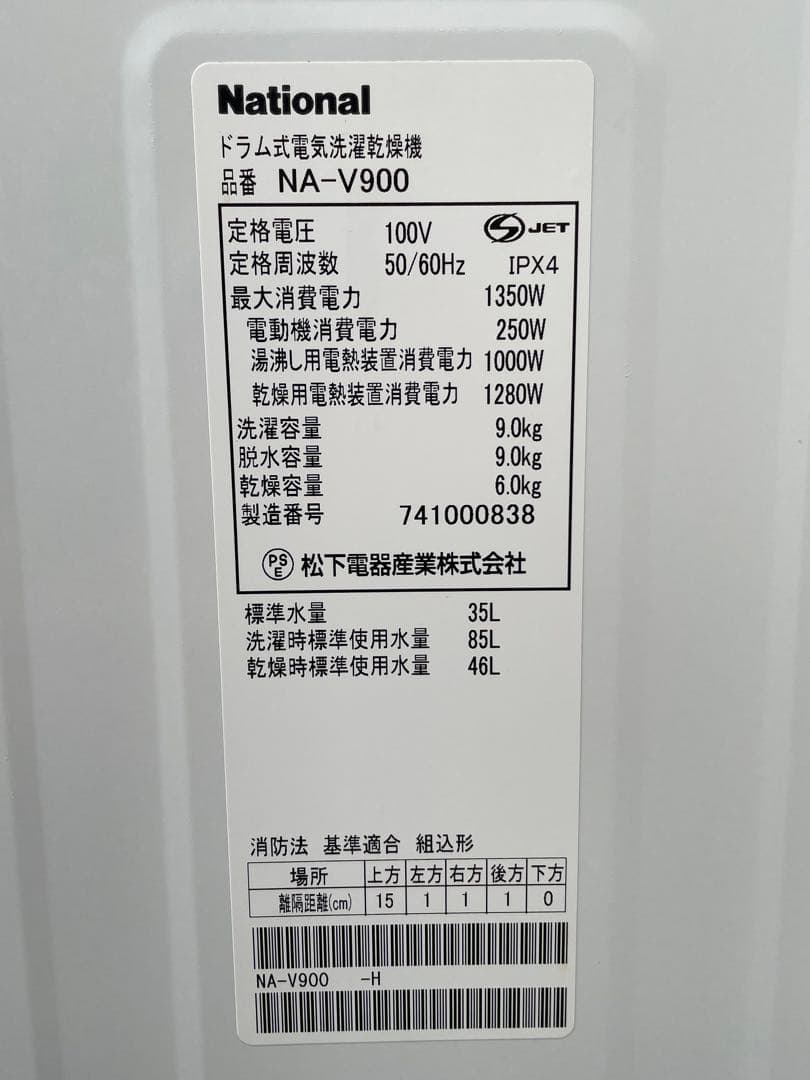 National
ドラム式電気洗濯乾燥機
品番 NA-V900
定格電圧 100V JET
定格周波数 50/60Hz IPX4
最大消費電力 1350W
電動機消費電力 250W
湯沸し用電熱装置消費電力 1000W
乾燥用電熱装置消費電力 1280W
洗濯容量 9.0kg
脱水容量 9.0kg
乾燥容量 6.0kg
製造番号 741000838
PSE 松下電器産業株式会社
標準水量 35L
洗濯時標準使用水量 85L
乾燥時標準使用水量 46L
消防法 基準適合 組込形
場所 上方 左方 右方 後方 下方
離隔距離(cm) 15 1 1 1 0
NA-V900 -H